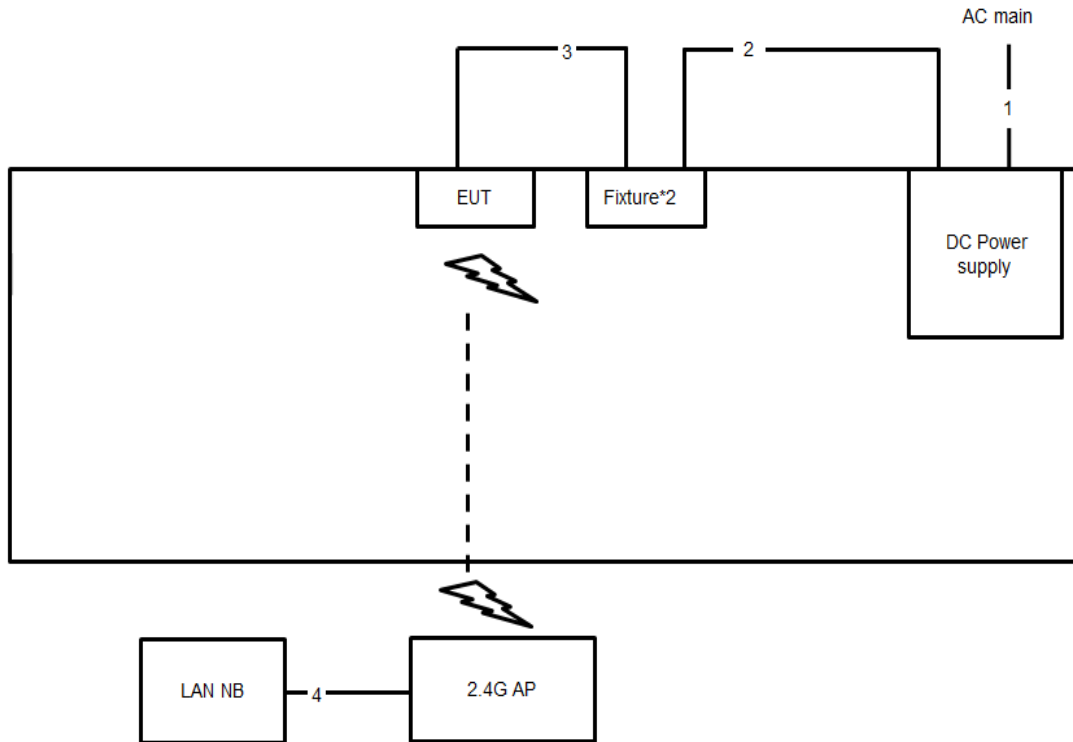 AC main
3
2
1
EUT
Fixture*2
DC Power
supply
LAN NB
4
2.4G AP